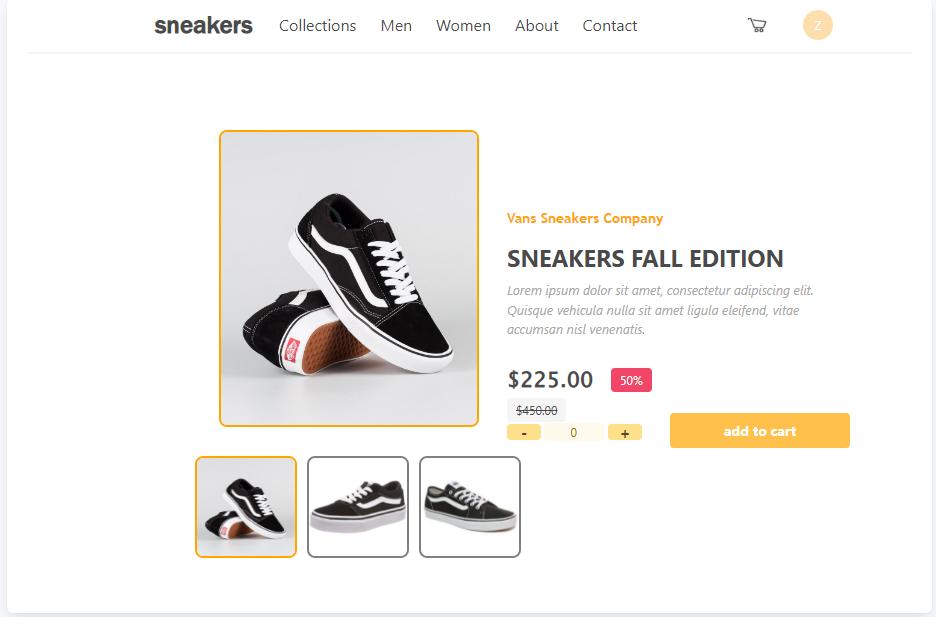 sneakers Collections Men Women About Contact Z
Vans Sneakers Company
SNEAKERS FALL EDITION
Lorem ipsum dolor sit amet, consectetur adipiscing elit.
Quisque vehicula nulla sit amet ligula eleifend, vitae
accumsan nisl venenatis.
$225.00 50%
$450.00
- 0 + add to cart